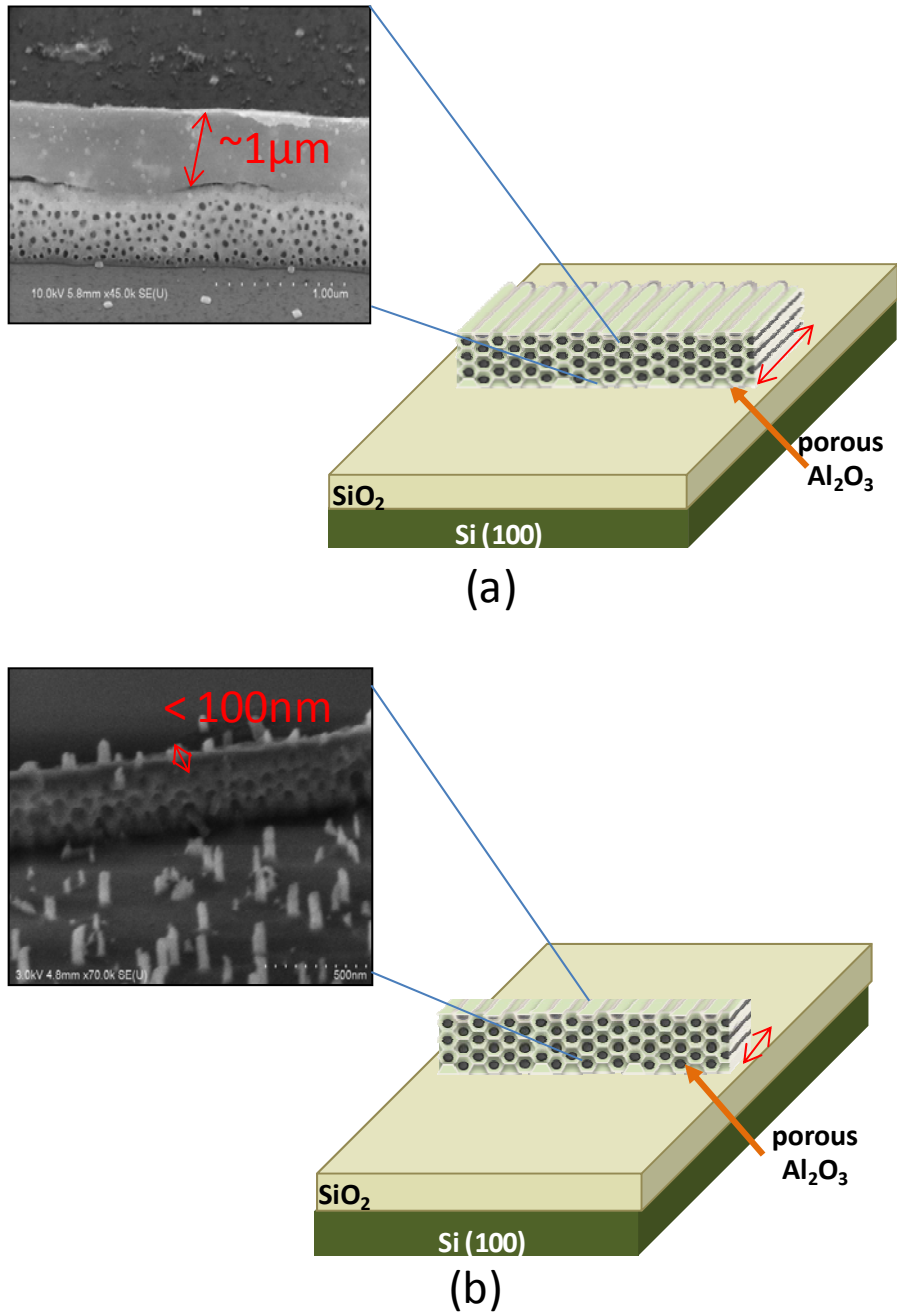 ~1μm
10.0kV 5.8mm x45.0k SE(U)
1.00um
porous
Al₂O₃
SiO₂
Si (100)
(a)
< 100nm
3.0kV 4.8mm x70.0k SE(U)
500nm
porous
Al₂O₃
SiO₂
Si (100)
(b)